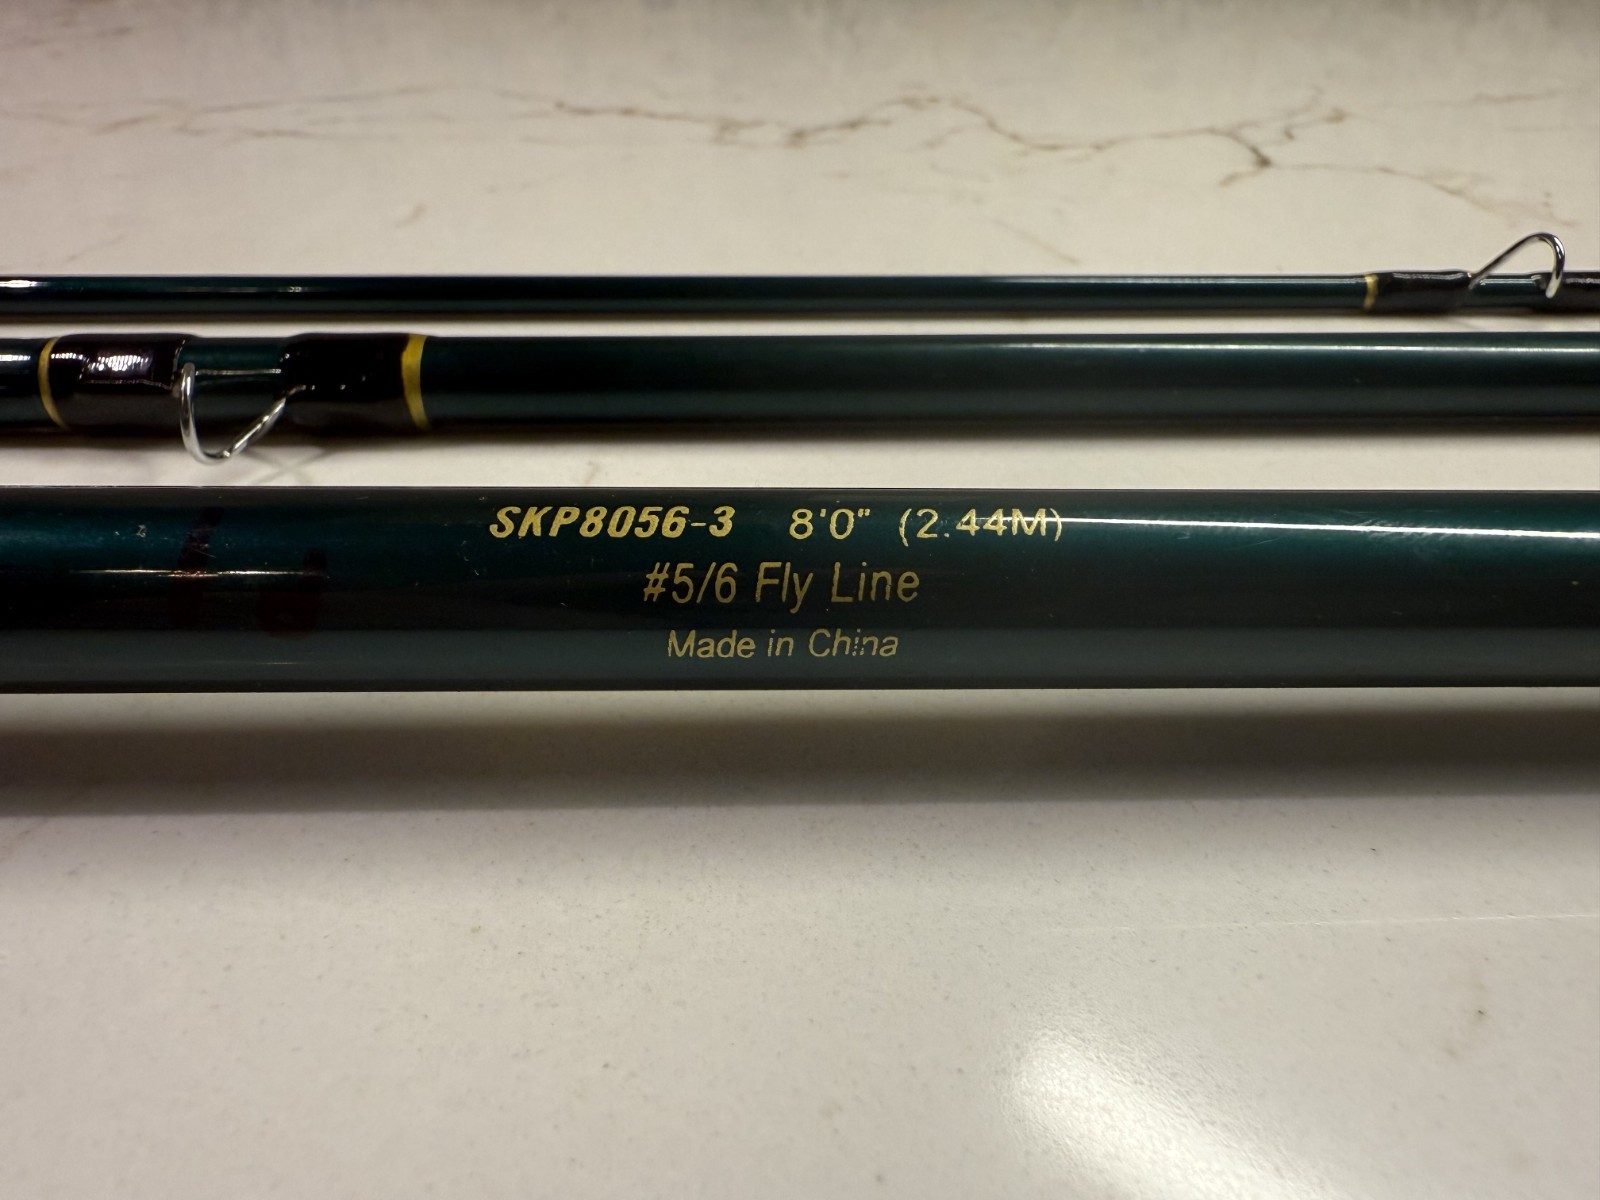 SKP8056-3 8'0" (2.44M)
#5/6 Fly Line
Made in China